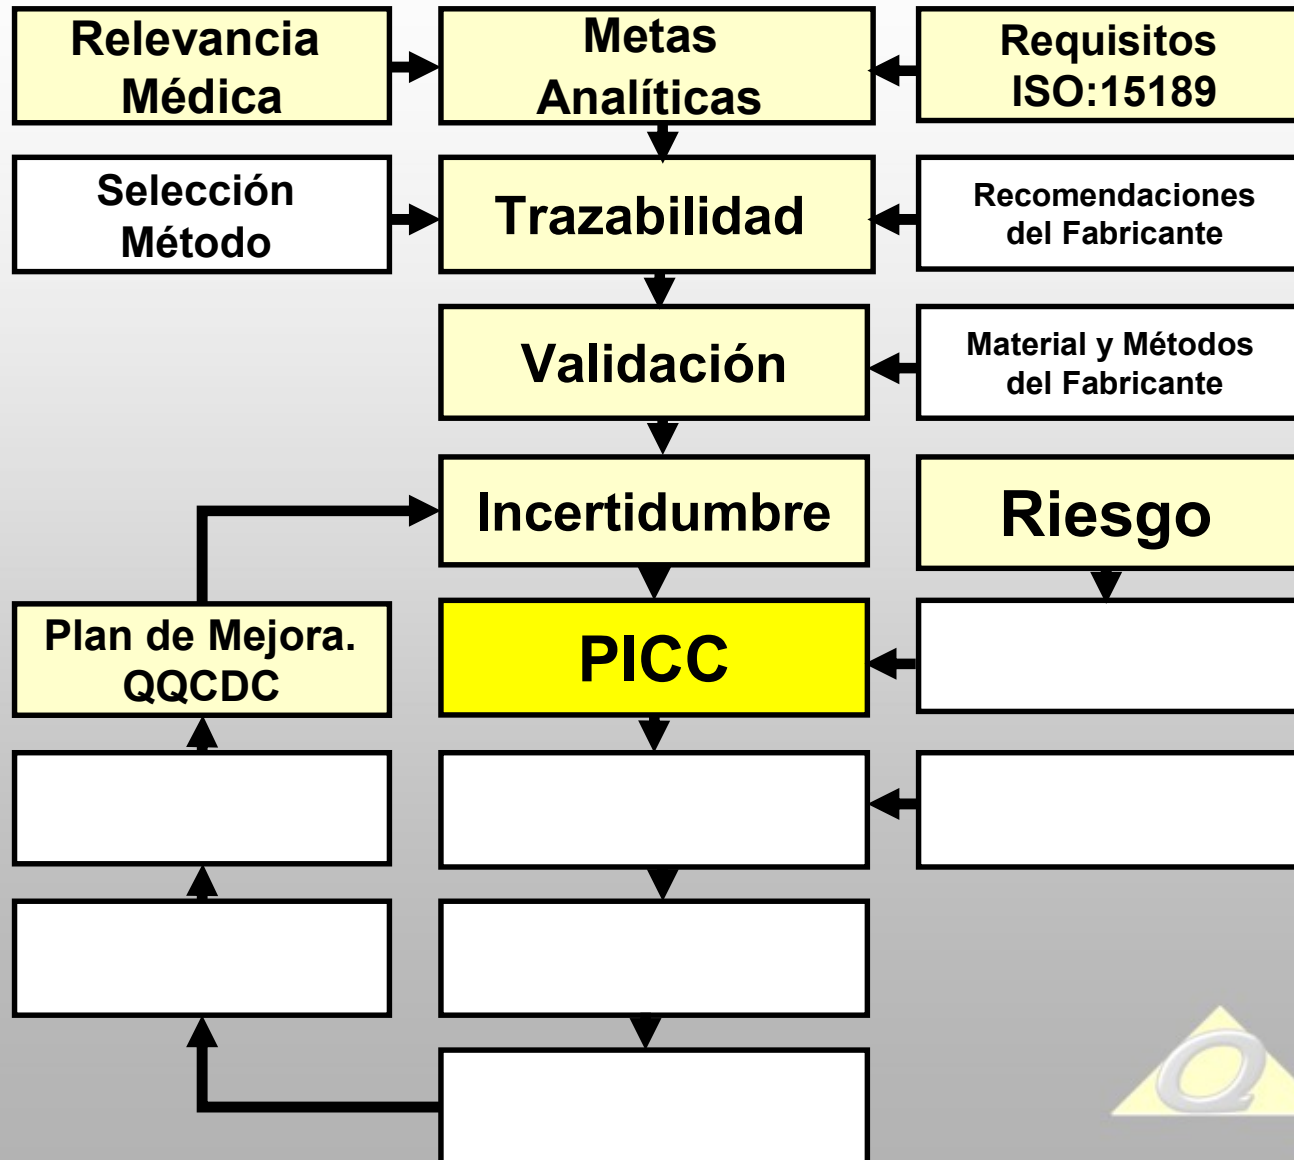 Relevancia
Médica
Metas
Analíticas
Requisitos
ISO:15189
Selección
Método
Trazabilidad
Recomendaciones
del Fabricante
Validación
Material y Métodos
del Fabricante
Incertidumbre
Riesgo
Plan de Mejora.
QQCDC
PICC
Q